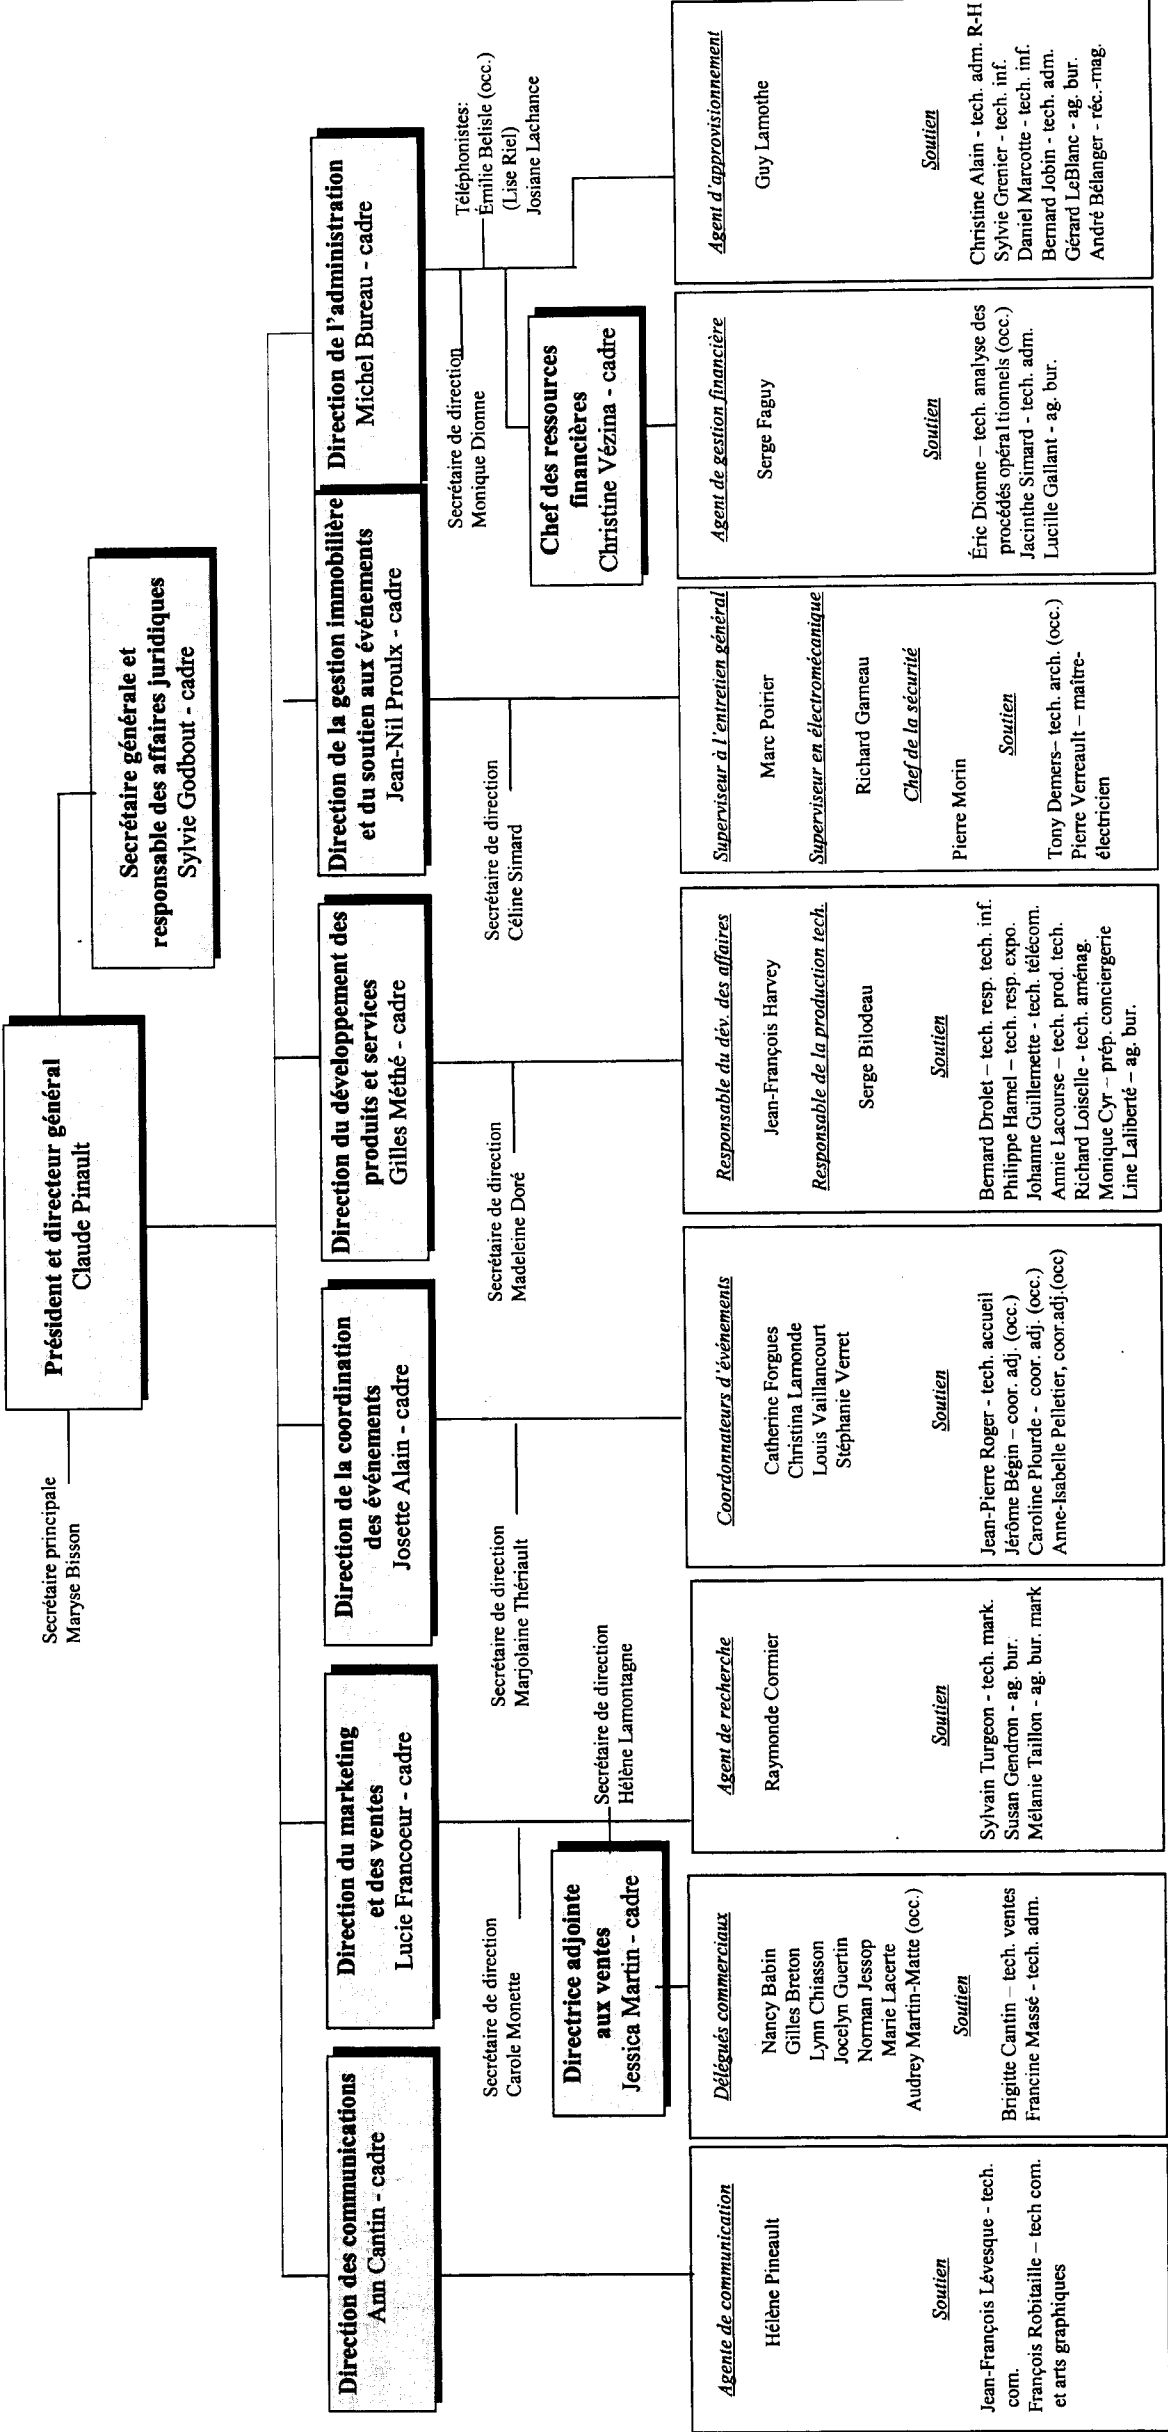 Président et directeur général
Claude Pinault
Secrétaire principale
Maryse Bisson
Secrétaire générale et
responsable des affaires juridiques
Sylvie Godbout - cadre
Direction des communications
Ann Cantin - cadre
Direction du marketing
et des ventes
Lucie Francoeur - cadre
Direction de la coordination
des événements
Josette Alain - cadre
Direction du développement des
produits et services
Gilles Méthé - cadre
Direction de la gestion immobilière
et du soutien aux événements
Jean-Nil Proulx - cadre
Direction de l'administration
Michel Bureau - cadre
Secrétaire de direction
Carole Monette
Secrétaire de direction
Marjolaine Thériault
Secrétaire de direction
Madeleine Doré
Secrétaire de direction
Céline Simard
Secrétaire de direction
Monique Dionne
Téléphonistes:
Émilie Belisle (occ.)
(Lise Riel)
Josiane Lachance
Directrice adjointe
aux ventes
Jessica Martin - cadre
Secrétaire de direction
Hélène Lamontagne
Chef des ressources
financières
Christine Vézina - cadre
Agente de communication
Hélène Pineault
Soutien
Jean-François Lévesque - tech.
com.
François Robitaille – tech com.
et arts graphiques
Délégués commerciaux
Nancy Babin
Gilles Breton
Lynn Chiasson
Jocelyn Guertin
Norman Jessop
Marie Lacerte
Audrey Martin-Matte (occ.)
Soutien
Brigitte Cantin – tech. ventes
Francine Massé - tech. adm.
Agent de recherche
Raymonde Cormier
Soutien
Sylvain Turgeon - tech. mark.
Susan Gendron - ag. bur.
Mélanie Taillon - ag. bur. mark
Coordonnateurs d'événements
Catherine Forgues
Christina Lamonde
Louis Vaillancourt
Stéphanie Verret
Soutien
Jean-Pierre Roger - tech. accueil
Jérôme Bégin – coor. adj. (occ.)
Caroline Plourde - coor. adj. (occ.)
Anne-Isabelle Pelletier, coor.adj.(occ)
Responsable du dév. des affaires
Jean-François Harvey
Responsable de la production tech.
Serge Bilodeau
Soutien
Bernard Drolet – tech. resp. tech. inf.
Philippe Hamel – tech. resp. expo.
Johanne Guillemette - tech. télécom.
Annie Lacourse – tech. prod. tech.
Richard Loiselle - tech. aménag.
Monique Cyr – prép. conciergerie
Line Laliberté – ag. bur.
Superviseur à l'entretien général
Marc Poirier
Superviseur en électromécanique
Richard Garneau
Chef de la sécurité
Pierre Morin
Soutien
Tony Demers– tech. arch. (occ.)
Pierre Verreault – maître-
électricien
Agent de gestion financière
Serge Faguy
Soutien
Éric Dionne – tech. analyse des
procédés opéral tionnels (occ.)
Jacinthe Simard - tech. adm.
Lucille Gallant - ag. bur.
Agent d'approvisionnement
Guy Lamothe
Soutien
Christine Alain - tech. adm. R-H
Sylvie Grenier - tech. inf.
Daniel Marcotte - tech. inf.
Bernard Jobin - tech. adm.
Gérard LeBlanc - ag. bur.
André Bélanger - réc.-mag.